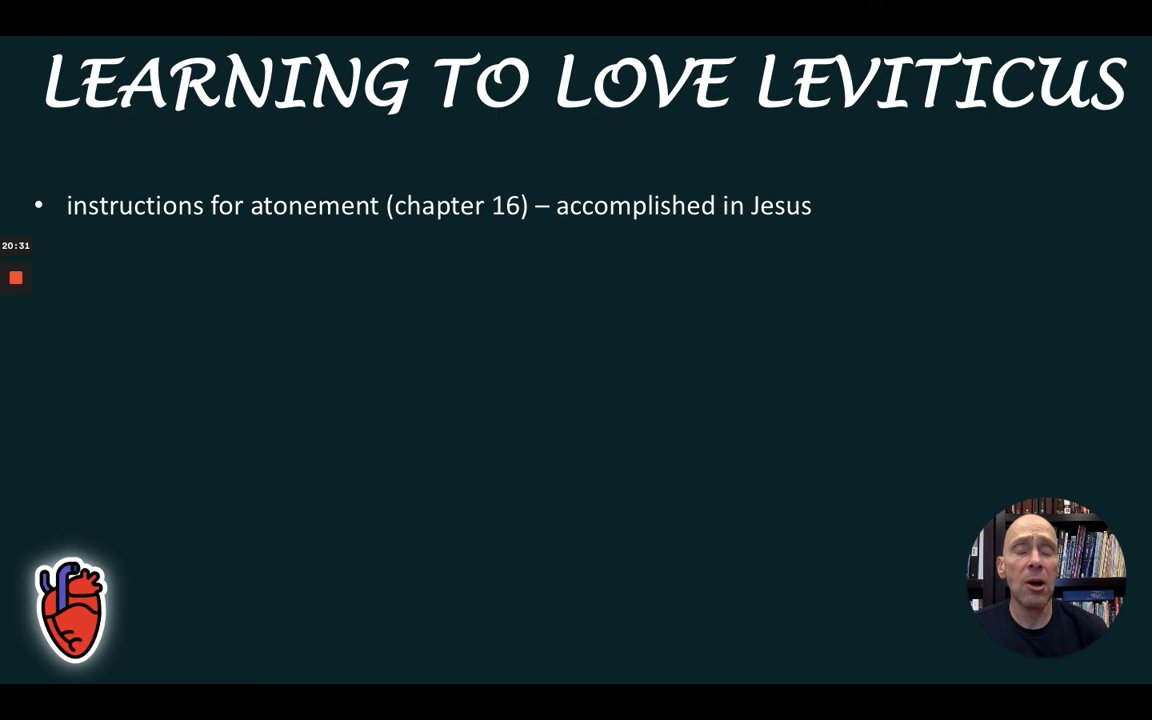 LEARNING TO LOVE LEVITICUS
• instructions for atonement (chapter 16) – accomplished in Jesus
20:31